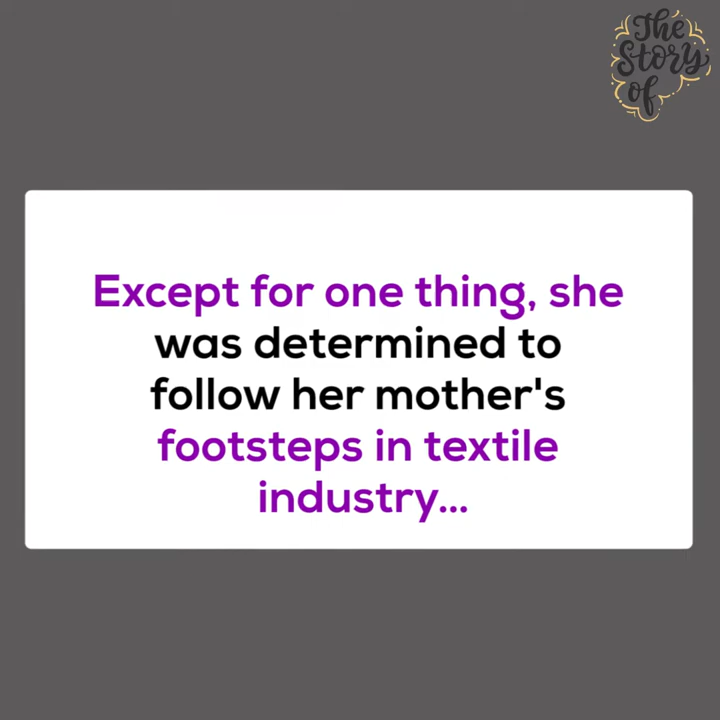 The
Story
of
Except for one thing, she
was determined to
follow her mother's
footsteps in textile
industry...